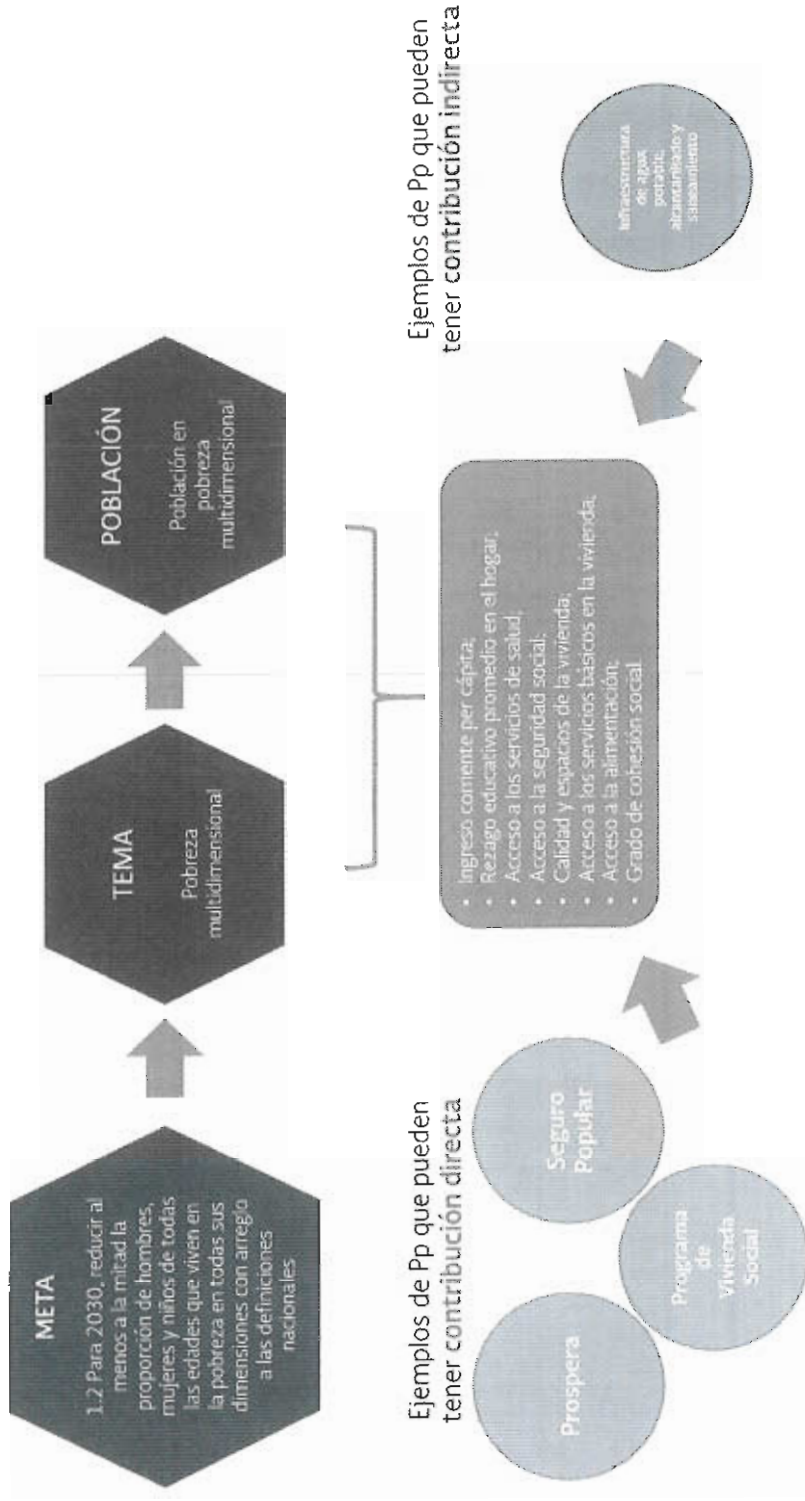 META
1.2 Para 2030, reducir al
menos a la mitad la
proporción de hombres,
mujeres y niños de todas
las edades que viven en
la pobreza en todas sus
dimensiones con arreglo
a las definiciones
nacionales
TEMA
Pobreza
multidimensional
POBLACIÓN
Población en
pobreza
multidimensional
Ejemplos de Pp que pueden
tener contribución directa
Prospera
Seguro
Popular
Programa
de
Vivienda
Social
• Ingreso corriente per cápita;
• Rezago educativo promedio en el hogar;
• Acceso a los servicios de salud;
• Acceso a la seguridad social;
• Calidad y espacios de la vivienda;
• Acceso a los servicios básicos en la vivienda;
• Acceso a la alimentación;
• Grado de cohesión social
Ejemplos de Pp que pueden
tener contribución indirecta
Infraestructura
de agua
potable,
alcantarillado y
saneamiento